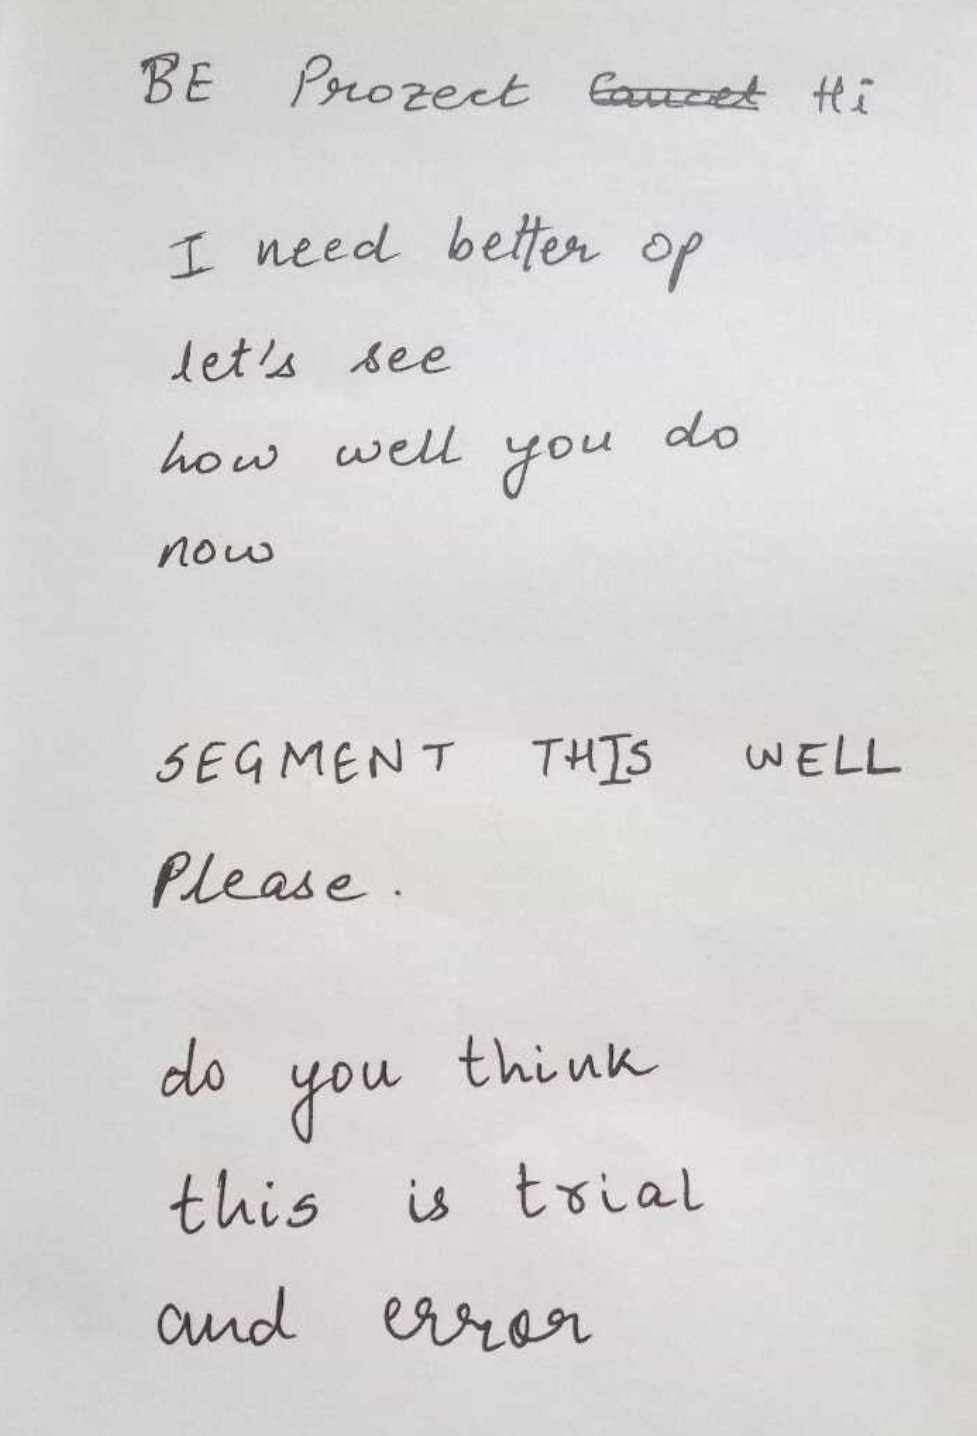 BE Prozect Hi
I need better op
let's see
how well you do
now
SEGMENT THIS WELL
Please.
do you think
this is trial
and error